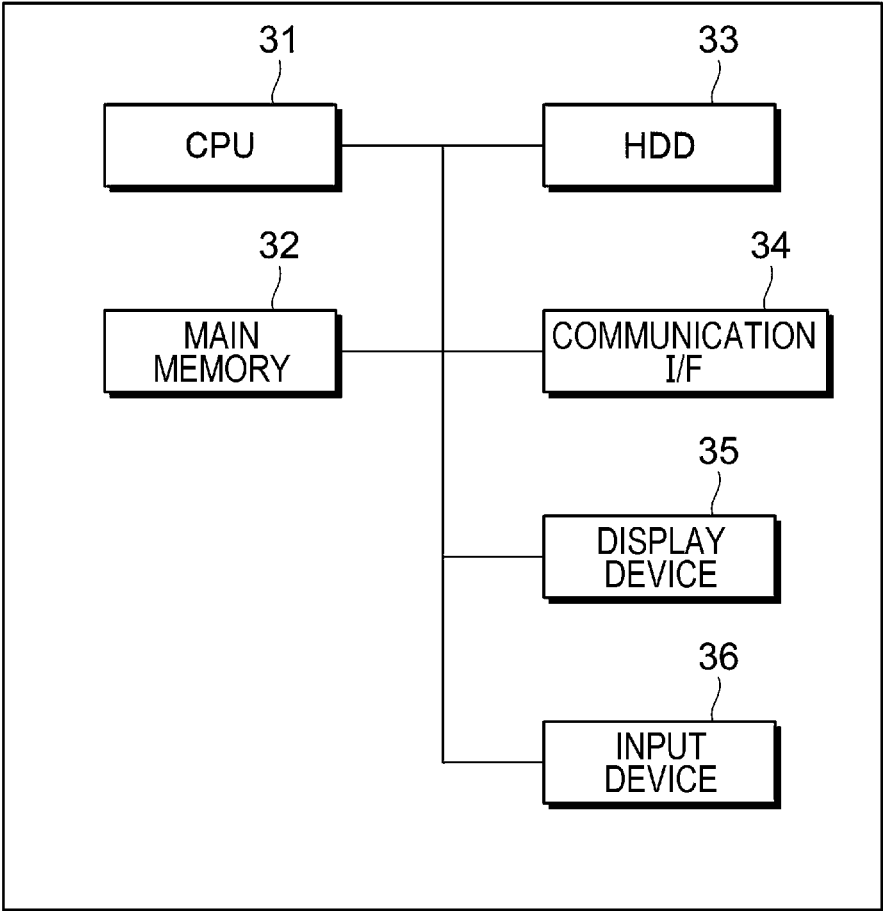 31
CPU
33
HDD
32
MAIN
MEMORY
34
COMMUNICATION
I/F
35
DISPLAY
DEVICE
36
INPUT
DEVICE